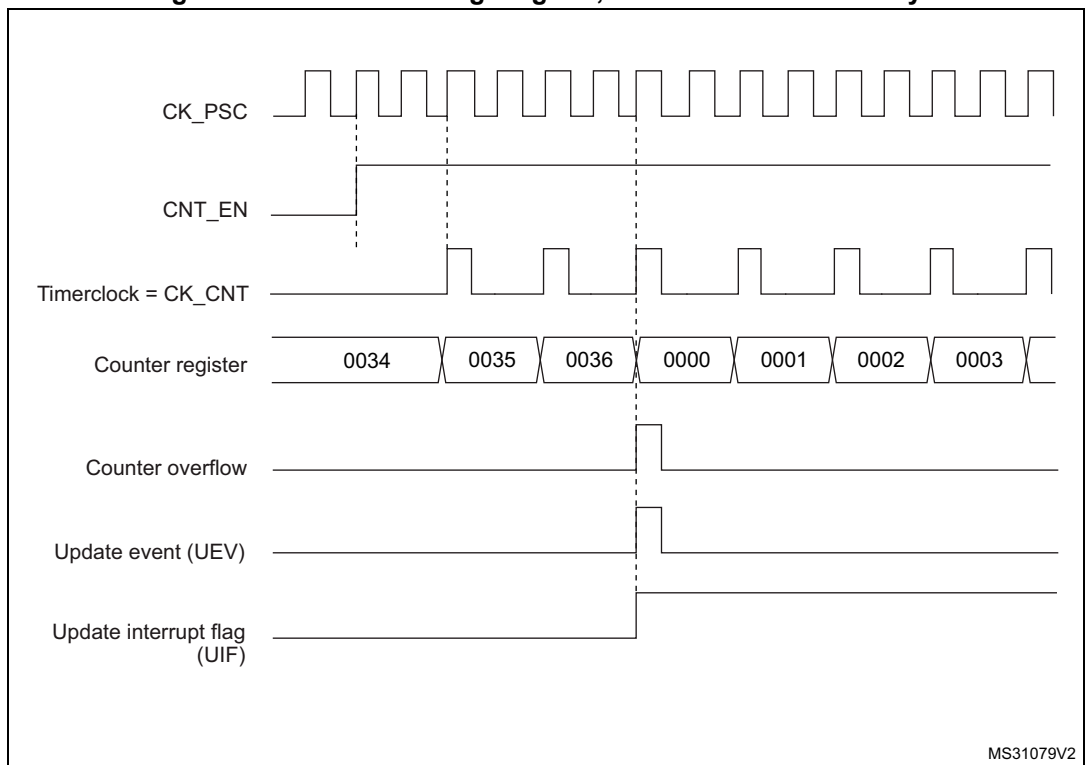 CK_PSC
CNT_EN
Timerclock = CK_CNT
Counter register
0034 0035 0036 0000 0001 0002 0003
Counter overflow
Update event (UEV)
Update interrupt flag
(UIF)
MS31079V2